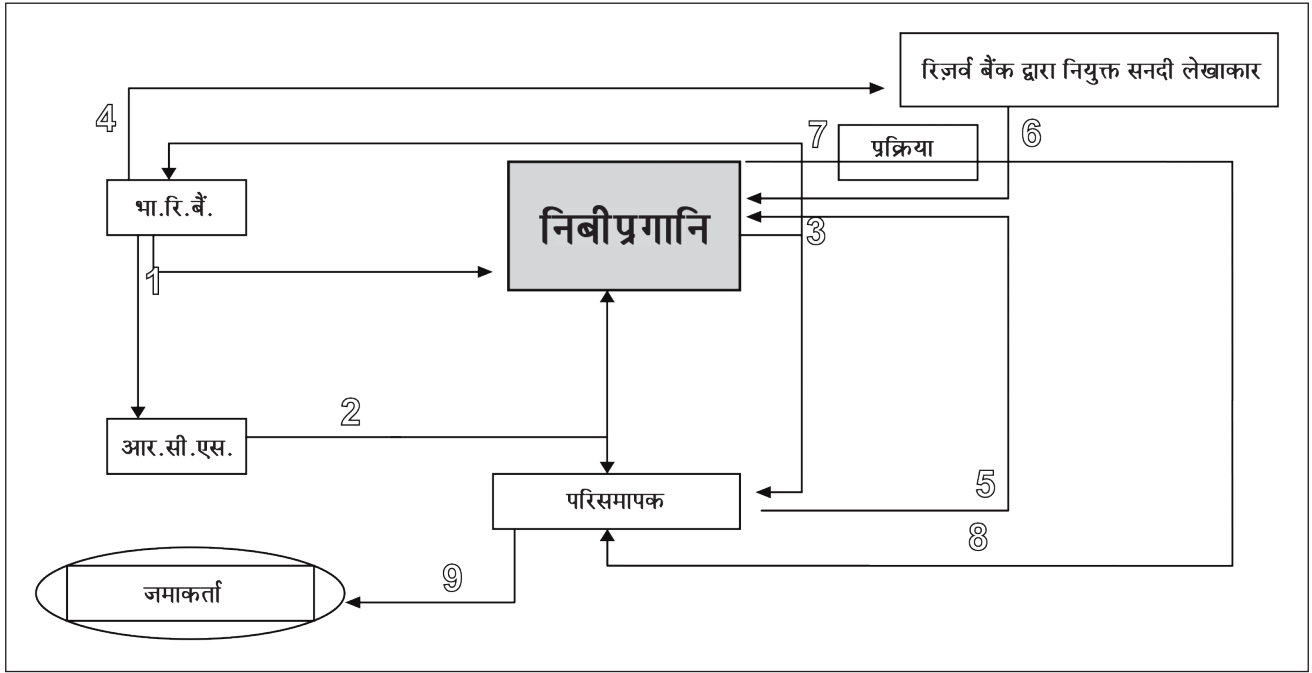 रिज़र्व बैंक द्वारा नियुक्त सनदी लेखाकार
4
7
प्रक्रिया
6
भा.रि.बैं.
निबीप्रगानि
3
1
2
आर.सी.एस.
परिसमापक
5
8
9
जमाकर्ता